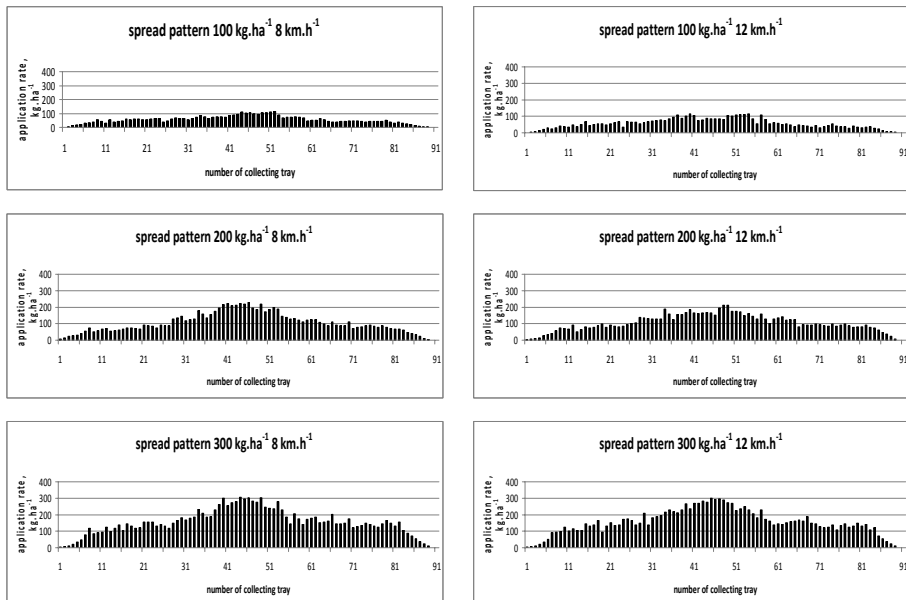 spread pattern 100 kg.ha⁻¹ 8 km.h⁻¹
application rate,
kg.ha⁻¹
400
300
200
100
0
1 11 21 31 41 51 61 71 81 91
number of collecting tray
spread pattern 100 kg.ha⁻¹ 12 km.h⁻¹
application rate,
kg.ha⁻¹
400
300
200
100
0
1 11 21 31 41 51 61 71 81 91
number of collecting tray
spread pattern 200 kg.ha⁻¹ 8 km.h⁻¹
application rate,
kg.ha⁻¹
400
300
200
100
0
1 11 21 31 41 51 61 71 81 91
number of collecting tray
spread pattern 200 kg.ha⁻¹ 12 km.h⁻¹
application rate,
kg.ha⁻¹
400
300
200
100
0
1 11 21 31 41 51 61 71 81 91
number of collecting tray
spread pattern 300 kg.ha⁻¹ 8 km.h⁻¹
application rate,
kg.ha⁻¹
400
300
200
100
0
1 11 21 31 41 51 61 71 81 91
number of collecting tray
spread pattern 300 kg.ha⁻¹ 12 km.h⁻¹
application rate,
kg.ha⁻¹
400
300
200
100
0
1 11 21 31 41 51 61 71 81 91
number of collecting tray